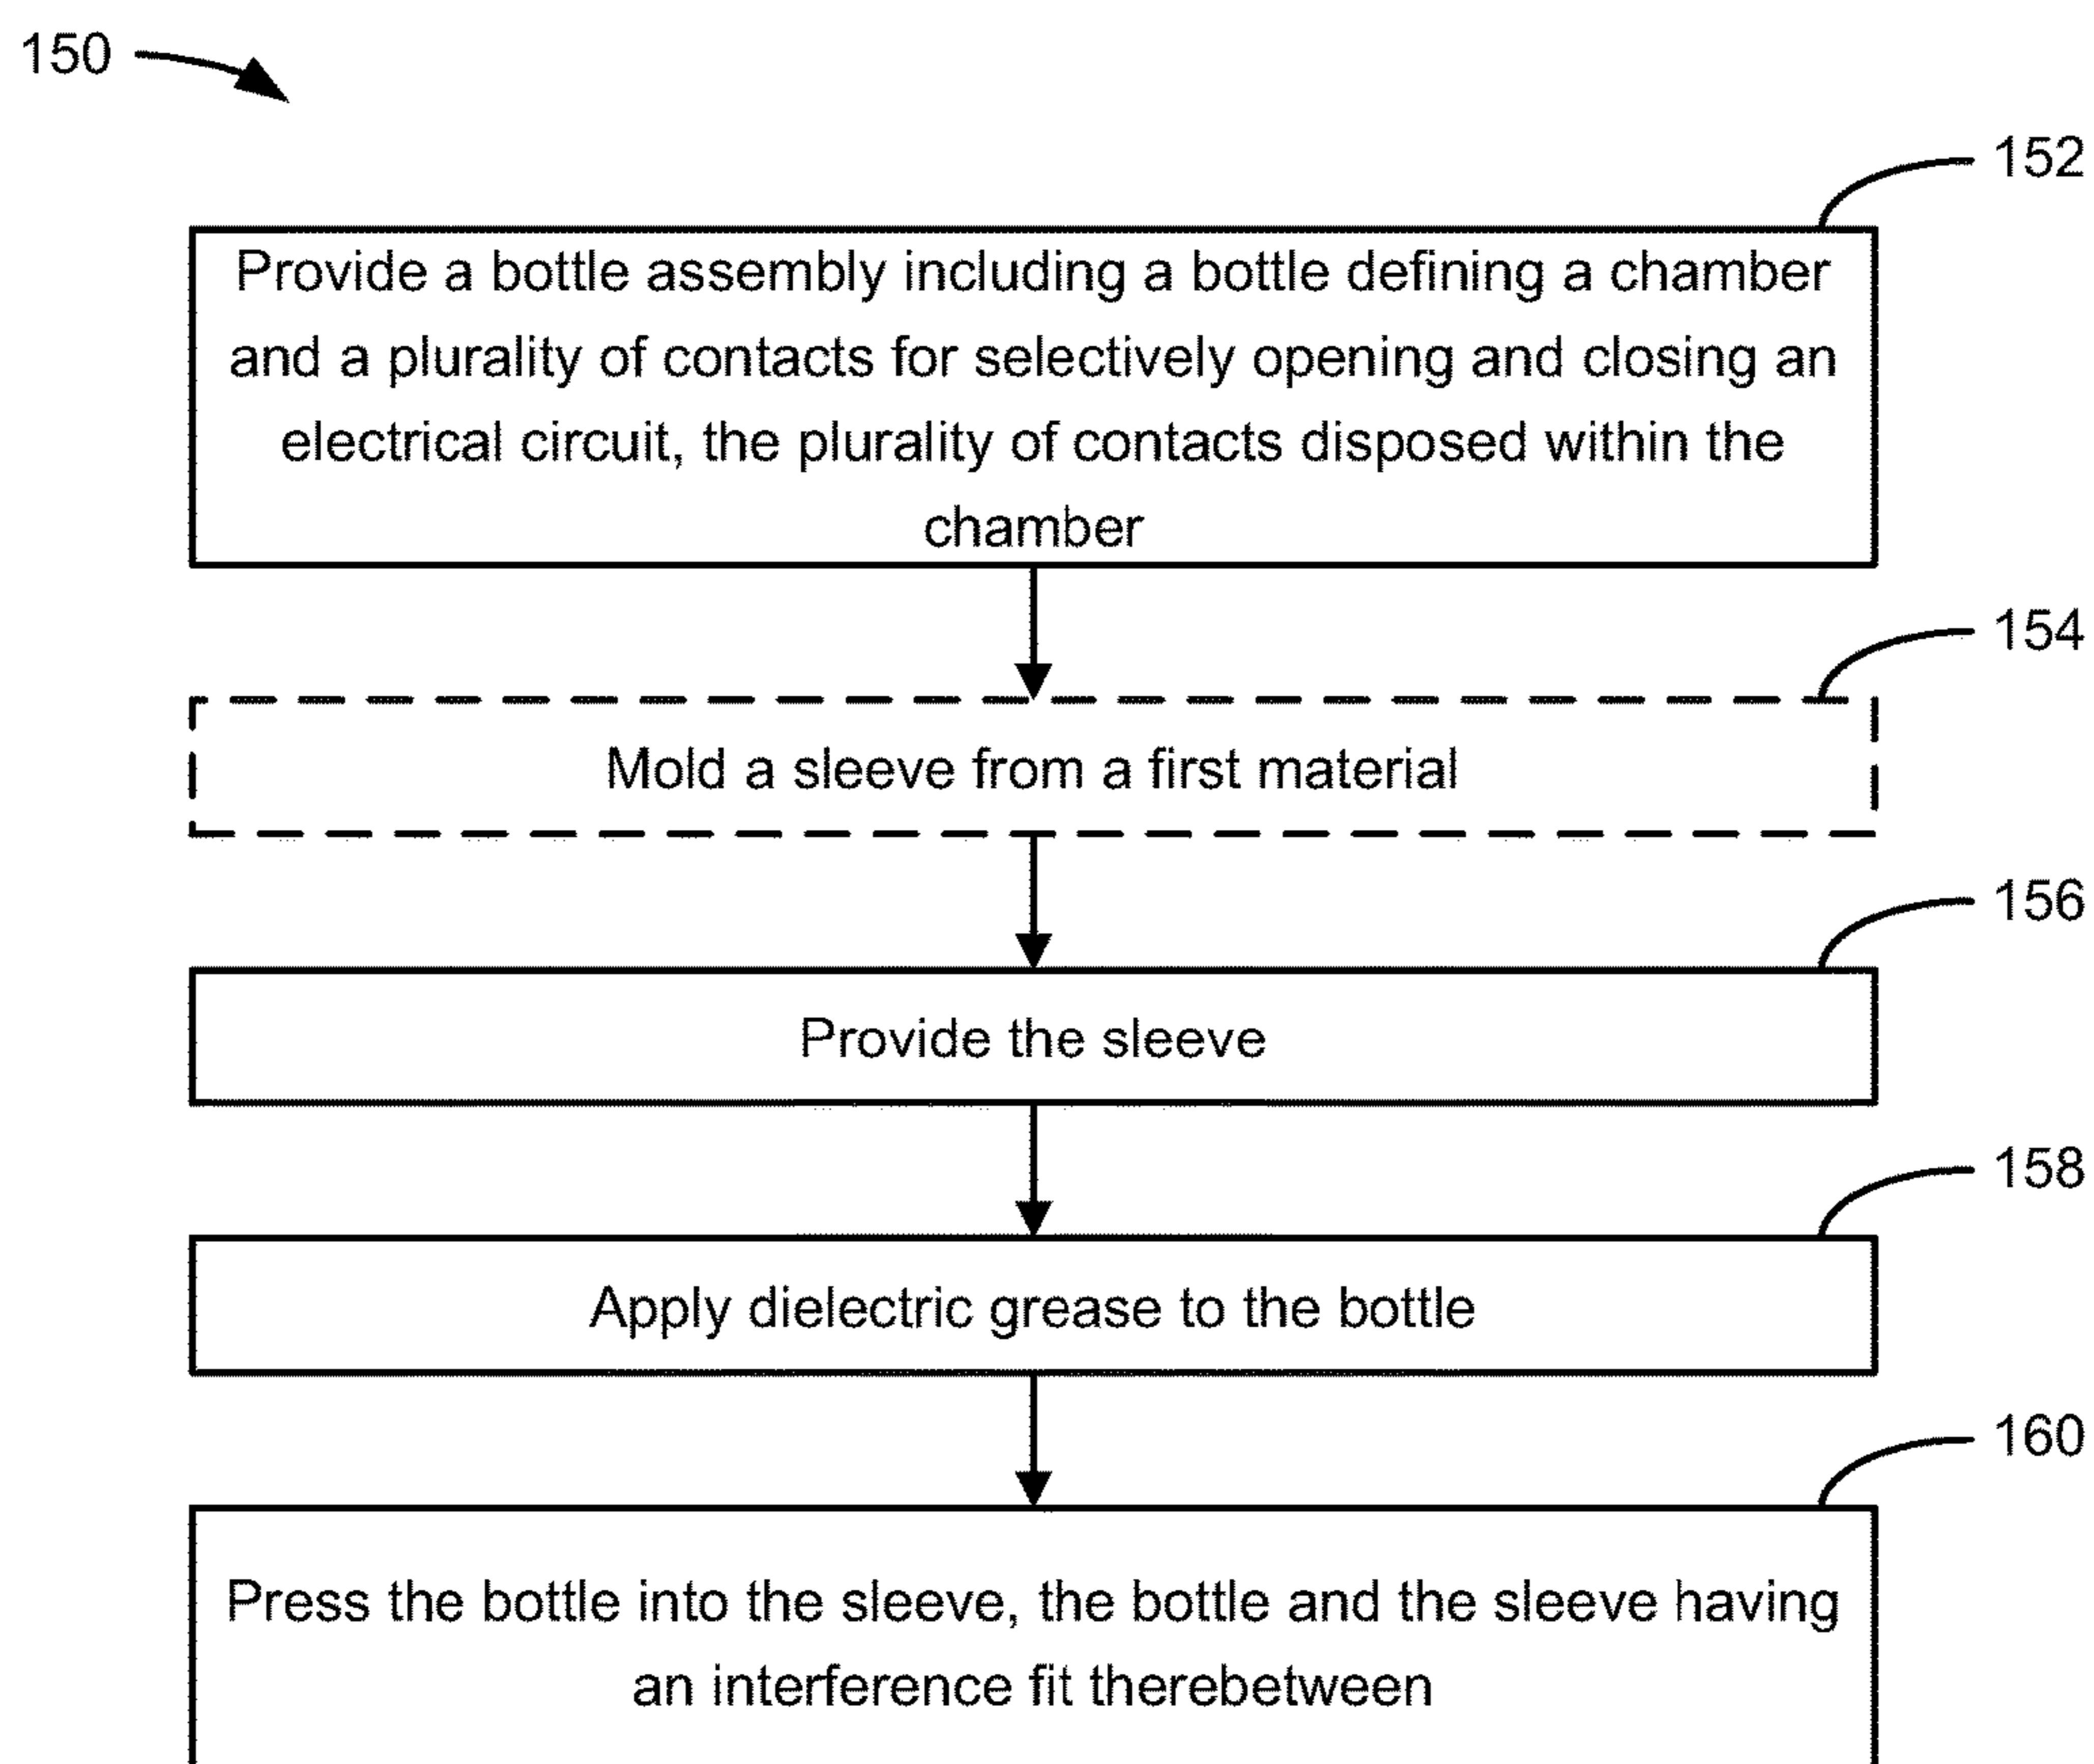 150
152
Provide a bottle assembly including a bottle defining a chamber
and a plurality of contacts for selectively opening and closing an
electrical circuit, the plurality of contacts disposed within the
chamber
154
Mold a sleeve from a first material
156
Provide the sleeve
158
Apply dielectric grease to the bottle
160
Press the bottle into the sleeve, the bottle and the sleeve having
an interference fit therebetween